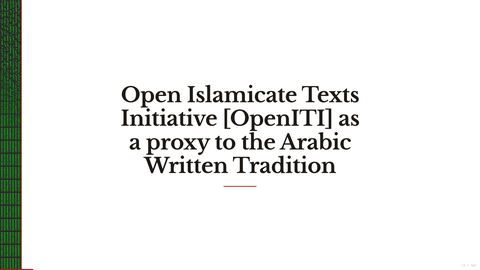 Open Islamicate Texts
Initiative [OpenITI] as
a proxy to the Arabic
Written Tradition